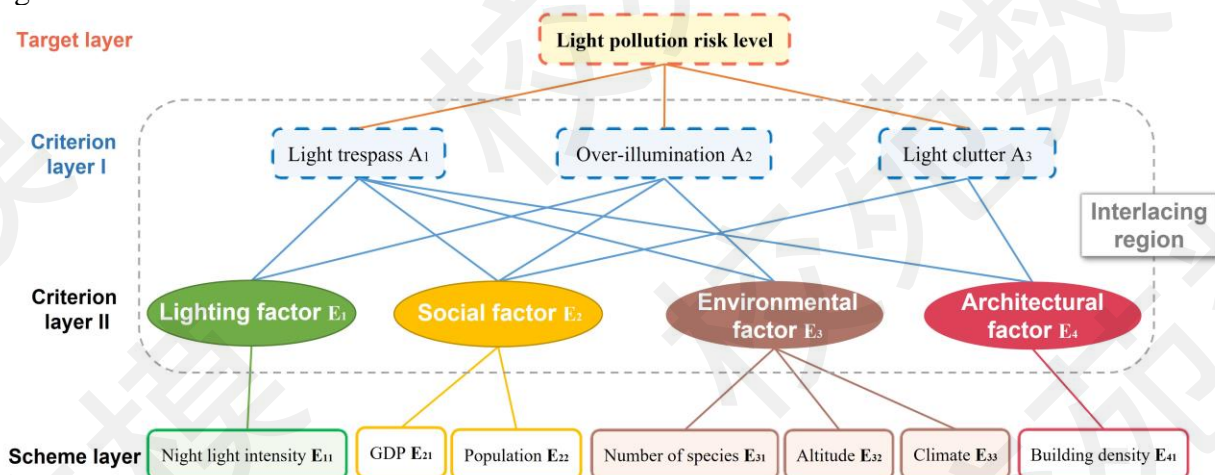 Target layer
Light pollution risk level
Criterion
layer I
Light trespass A₁
Over-illumination A₂
Light clutter A₃
Interlacing
region
Criterion
layer II
Lighting factor E₁
Social factor E₂
Environmental
factor E₃
Architectural
factor E₄
Scheme layer
Night light intensity E₁₁
GDP E₂₁
Population E₂₂
Number of species E₃₁
Altitude E₃₂
Climate E₃₃
Building density E₄₁